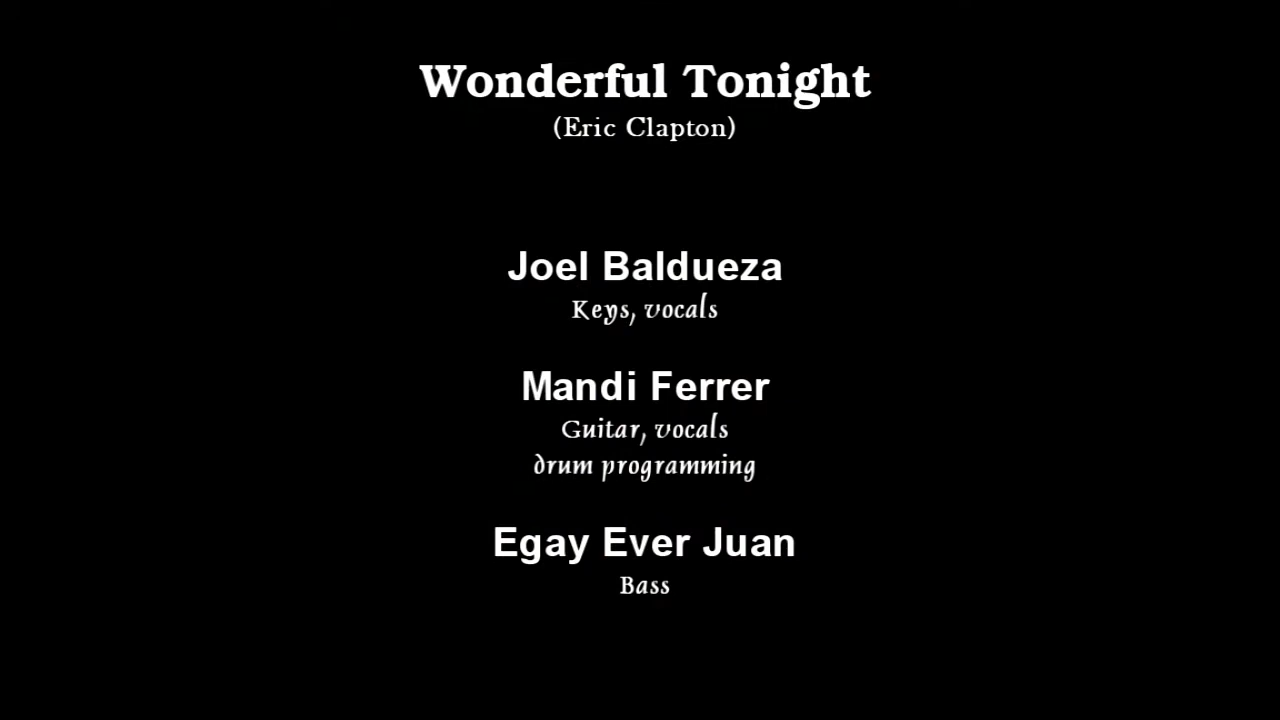 Wonderful Tonight
(Eric Clapton)
Joel Baldueza
Keys, vocals
Mandi Ferrer
Guitar, vocals
drum programming
Egay Ever Juan
Bass